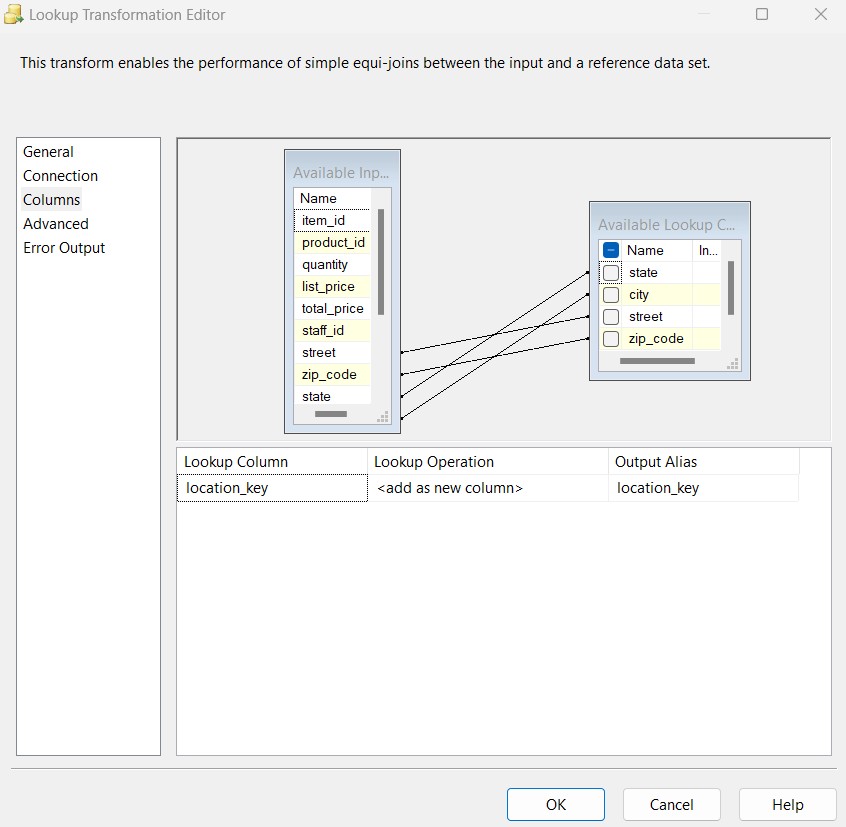 Lookup Transformation Editor
This transform enables the performance of simple equi-joins between the input and a reference data set.
General
Connection
Columns
Advanced
Error Output
Available Inp...
Name
item_id
product_id
quantity
list_price
total_price
staff_id
street
zip_code
state
Available Lookup C...
Name In...
state
city
street
zip_code
Lookup Column Lookup Operation Output Alias
location_key <add as new column> location_key
OK Cancel Help